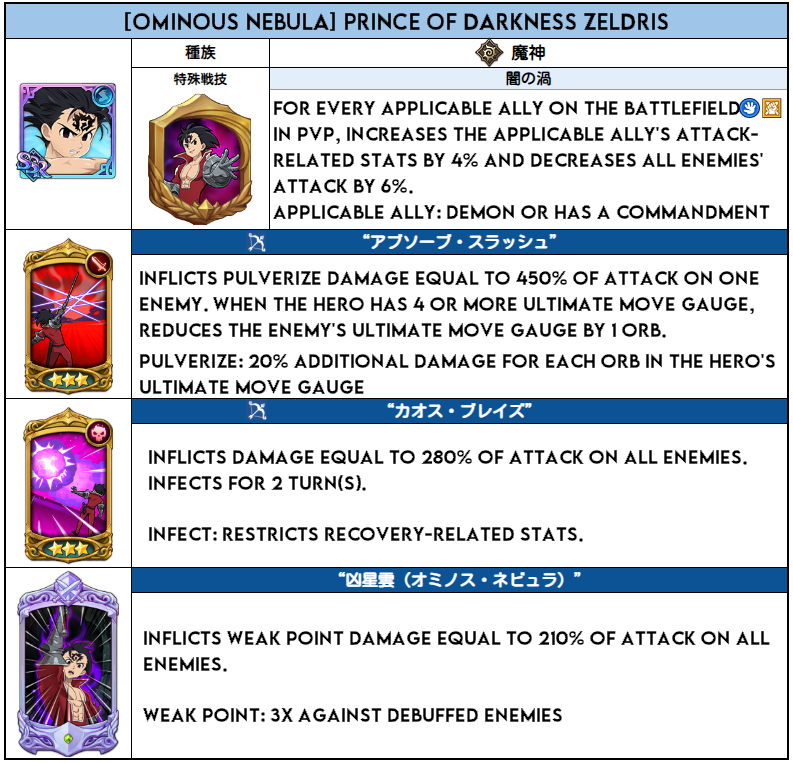 [OMINOUS NEBULA] PRINCE OF DARKNESS ZELDRIS
種族
魔神
SSR
特殊戦技
闇の渦
FOR EVERY APPLICABLE ALLY ON THE BATTLEFIELD
IN PVP, INCREASES THE APPLICABLE ALLY'S ATTACK-
RELATED STATS BY 4% AND DECREASES ALL ENEMIES'
ATTACK BY 6%.
APPLICABLE ALLY: DEMON OR HAS A COMMANDMENT
“アブソーブ・スラッシュ”
INFLICTS PULVERIZE DAMAGE EQUAL TO 450% OF ATTACK ON ONE
ENEMY. WHEN THE HERO HAS 4 OR MORE ULTIMATE MOVE GAUGE,
REDUCES THE ENEMY'S ULTIMATE MOVE GAUGE BY 1 ORB.
PULVERIZE: 20% ADDITIONAL DAMAGE FOR EACH ORB IN THE HERO'S
ULTIMATE MOVE GAUGE
“カオス・ブレイズ”
INFLICTS DAMAGE EQUAL TO 280% OF ATTACK ON ALL ENEMIES.
INFECTS FOR 2 TURN(S).
INFECT: RESTRICTS RECOVERY-RELATED STATS.
“凶星雲（オミノス・ネビュラ）”
INFLICTS WEAK POINT DAMAGE EQUAL TO 210% OF ATTACK ON ALL
ENEMIES.
WEAK POINT: 3X AGAINST DEBUFFED ENEMIES